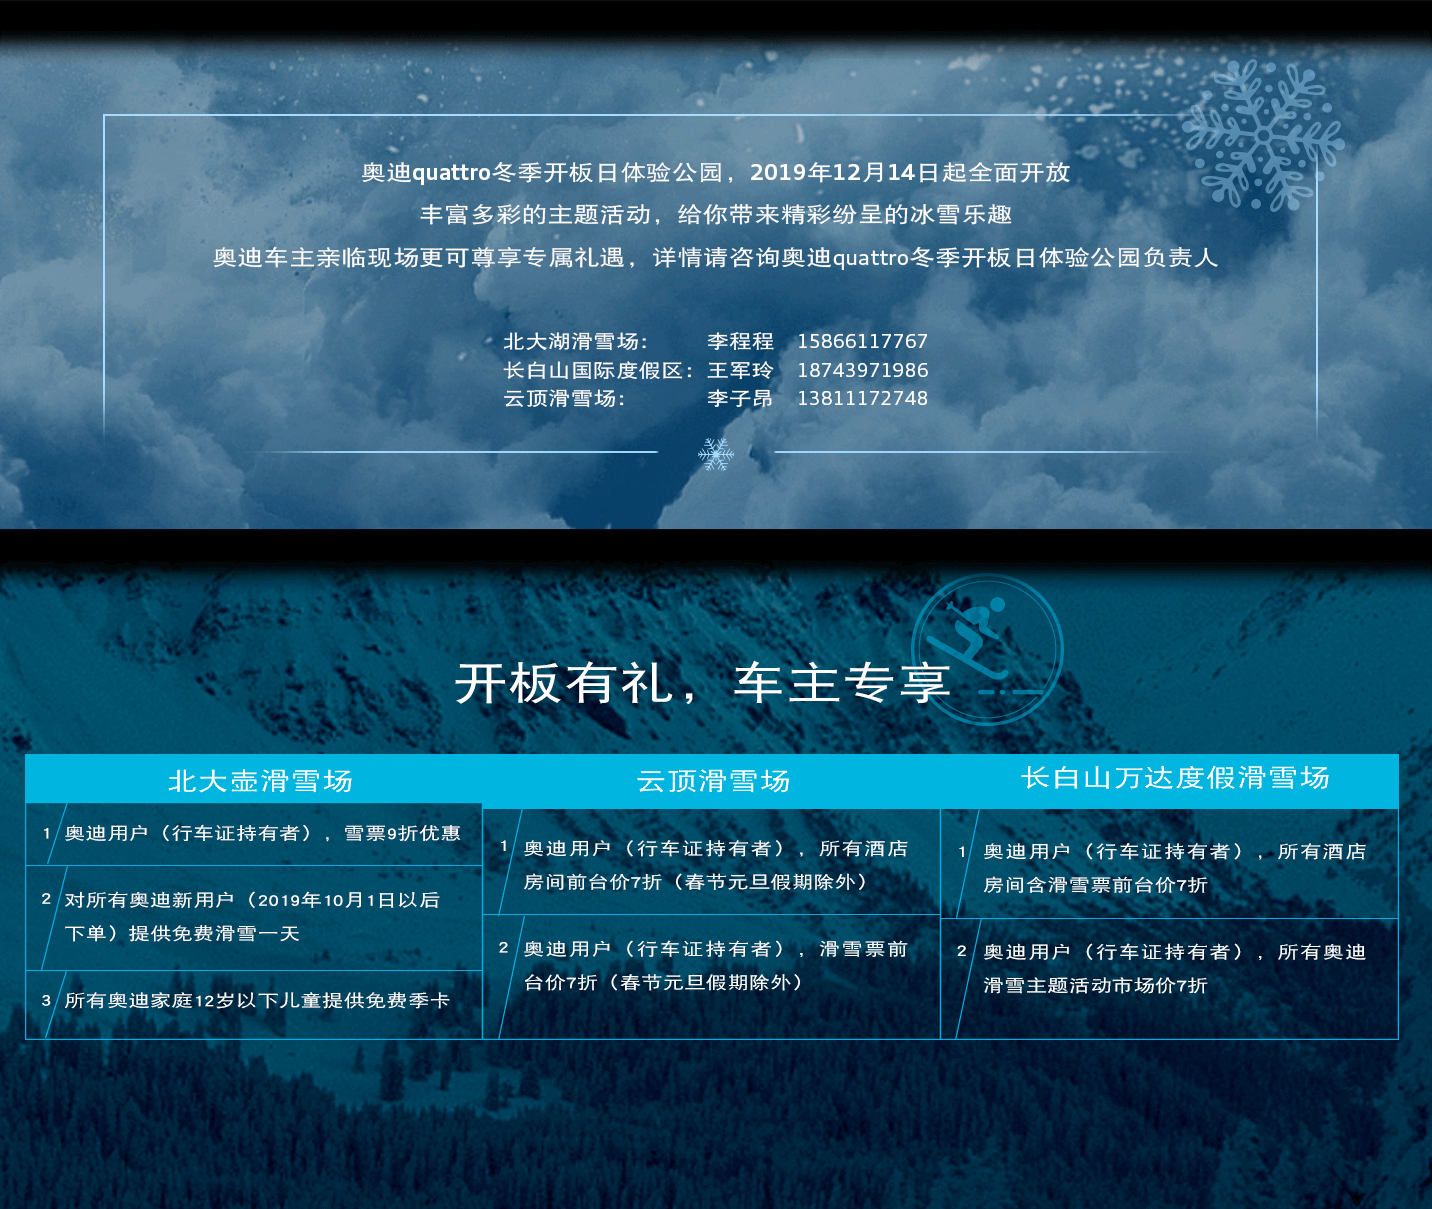 奥迪quattro冬季开板日体验公园，2019年12月14日起全面开放
丰富多彩的主题活动，给你带来精彩纷呈的冰雪乐趣
奥迪车主亲临现场更可尊享专属礼遇，详情请咨询奥迪quattro冬季开板日体验公园负责人
北大湖滑雪场： 李程程 15866117767
长白山国际度假区： 王军玲 18743971986
云顶滑雪场： 李子昂 13811172748
开板有礼，车主专享
北大壶滑雪场
1 奥迪用户（行车证持有者），雪票9折优惠
2 对所有奥迪新用户（2019年10月1日以后
下单）提供免费滑雪一天
3 所有奥迪家庭12岁以下儿童提供免费季卡
云顶滑雪场
1 奥迪用户（行车证持有者），所有酒店
房间前台价7折（春节元旦假期除外）
2 奥迪用户（行车证持有者），滑雪票前
台价7折（春节元旦假期除外）
长白山万达度假滑雪场
1 奥迪用户（行车证持有者），所有酒店
房间含滑雪票前台价7折
2 奥迪用户（行车证持有者），所有奥迪
滑雪主题活动市场价7折